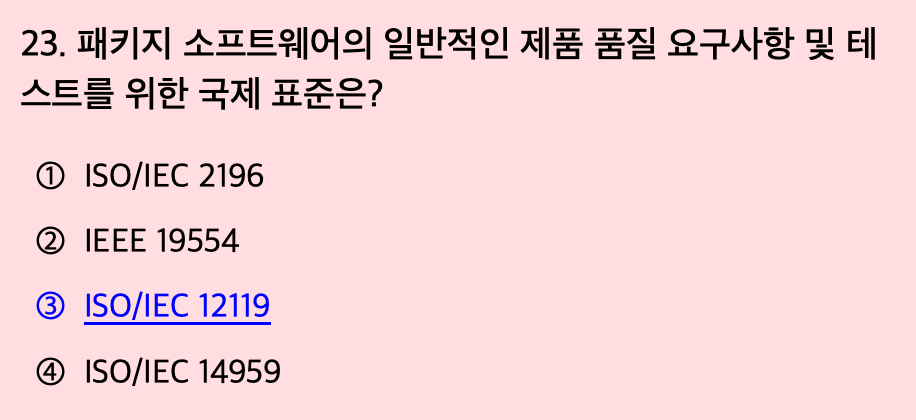 23. 패키지 소프트웨어의 일반적인 제품 품질 요구사항 및 테
스트를 위한 국제 표준은?
① ISO/IEC 2196
② IEEE 19554
③ ISO/IEC 12119
④ ISO/IEC 14959